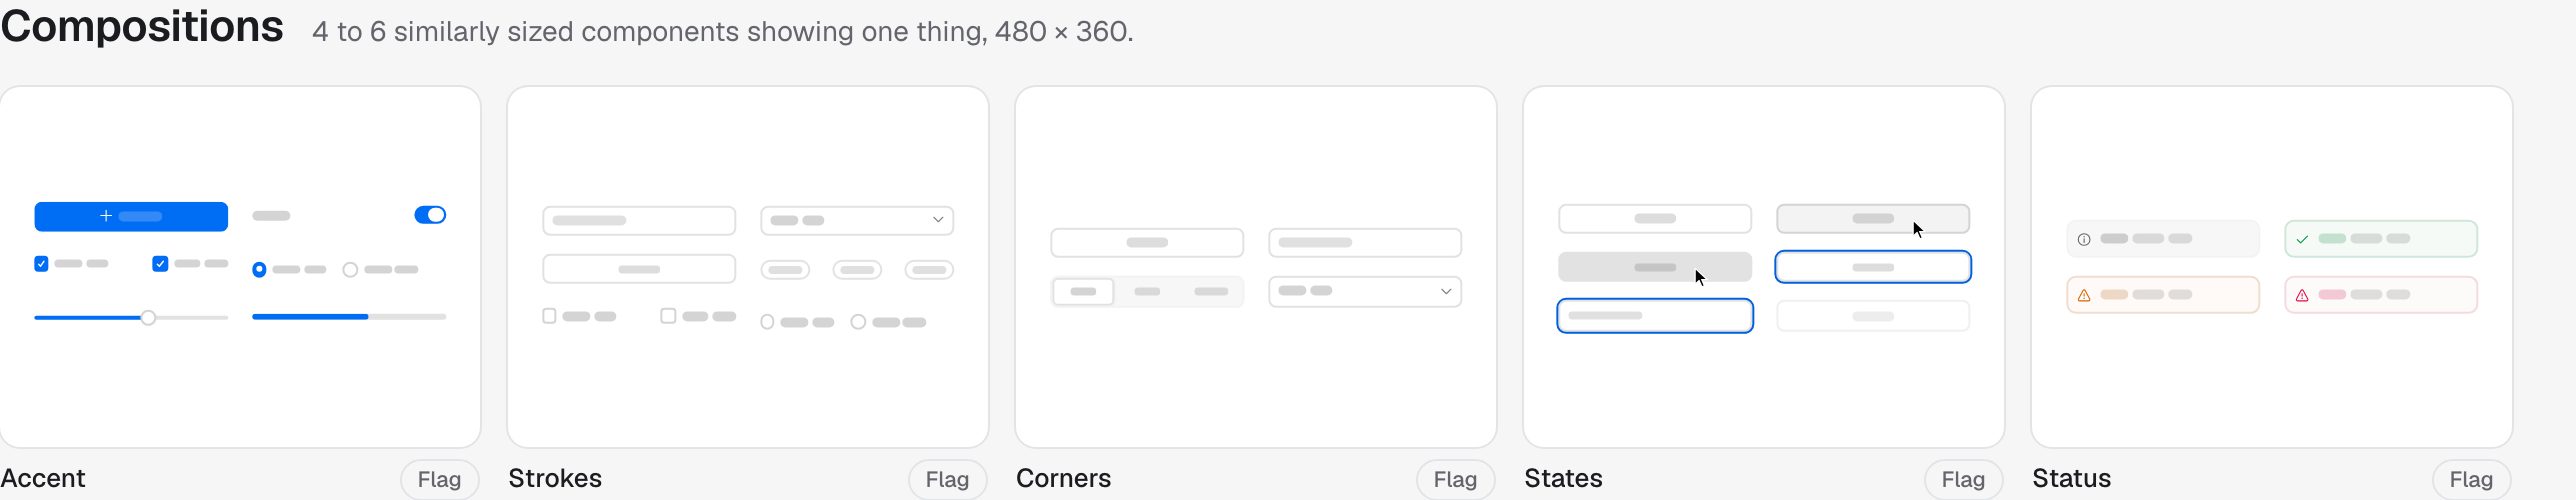 Compositions 4 to 6 similarly sized components showing one thing, 480 × 360.
Accent Flag Strokes Flag Corners Flag States Flag Status Flag